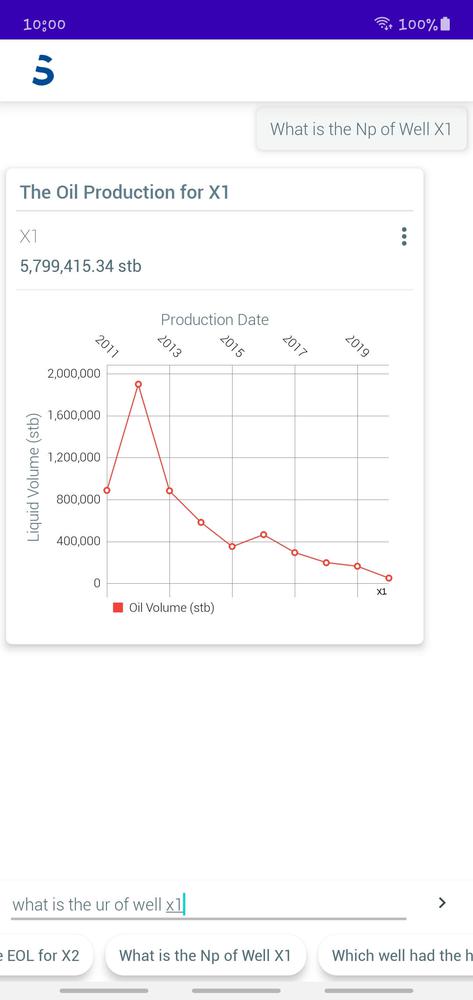 10:00
100%
S
What is the Np of Well X1
The Oil Production for X1
X1
5,799,415.34 stb
Production Date
2011 2013 2015 2017 2019
Liquid Volume (stb)
2,000,000
1,600,000
1,200,000
800,000
400,000
0
x1
Oil Volume (stb)
what is the ur of well x1
EOL for X2
What is the Np of Well X1
Which well had the